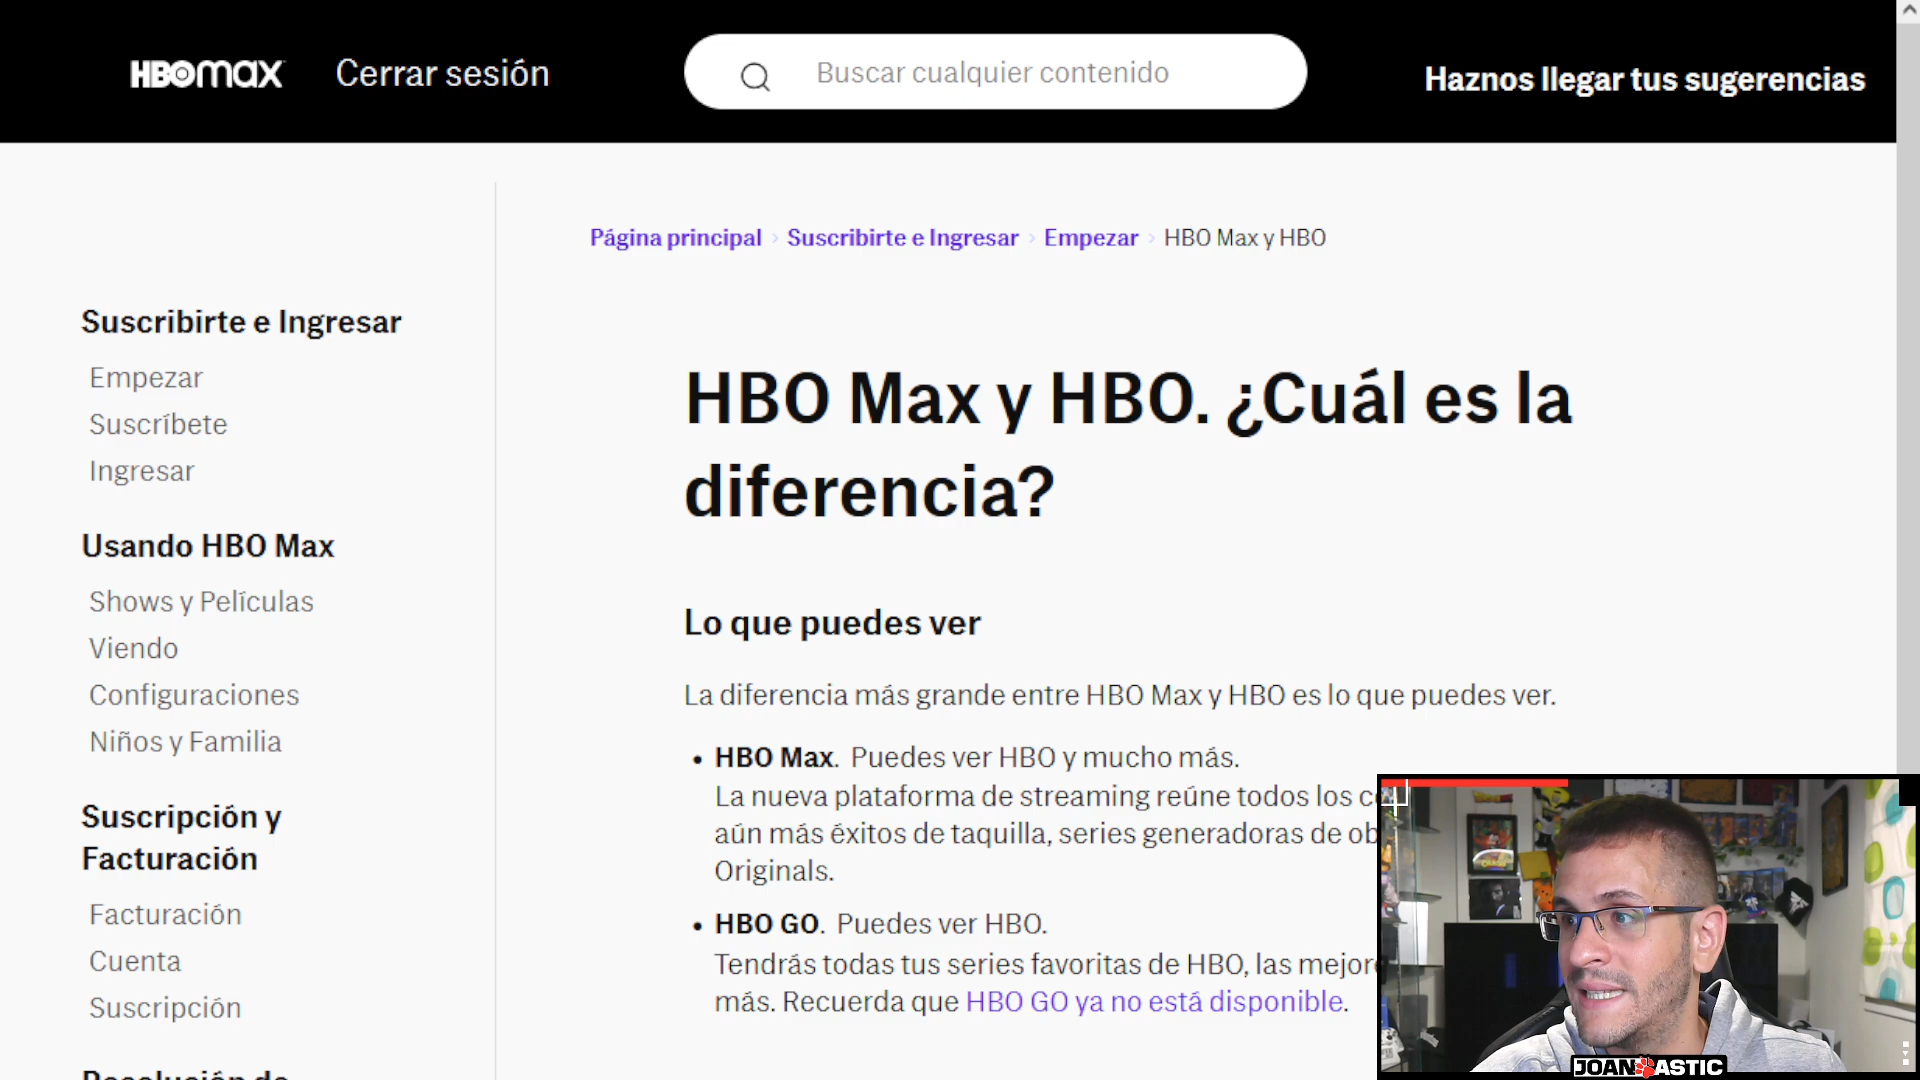 HBOmax Cerrar sesión Buscar cualquier contenido Haznos llegar tus sugerencias
Página principal › Suscribirte e Ingresar › Empezar › HBO Max y HBO
Suscribirte e Ingresar
Empezar
Suscríbete
Ingresar
Usando HBO Max
Shows y Películas
Viendo
Configuraciones
Niños y Familia
Suscripción y
Facturación
Facturación
Cuenta
Suscripción
HBO Max y HBO. ¿Cuál es la
diferencia?
Lo que puedes ver
La diferencia más grande entre HBO Max y HBO es lo que puedes ver.
• HBO Max. Puedes ver HBO y mucho más.
La nueva plataforma de streaming reúne todos los
aún más éxitos de taquilla, series generadoras de
Originals.
• HBO GO. Puedes ver HBO.
Tendrás todas tus series favoritas de HBO, las
más. Recuerda que HBO GO ya no está disponible.
JOANTASTIC